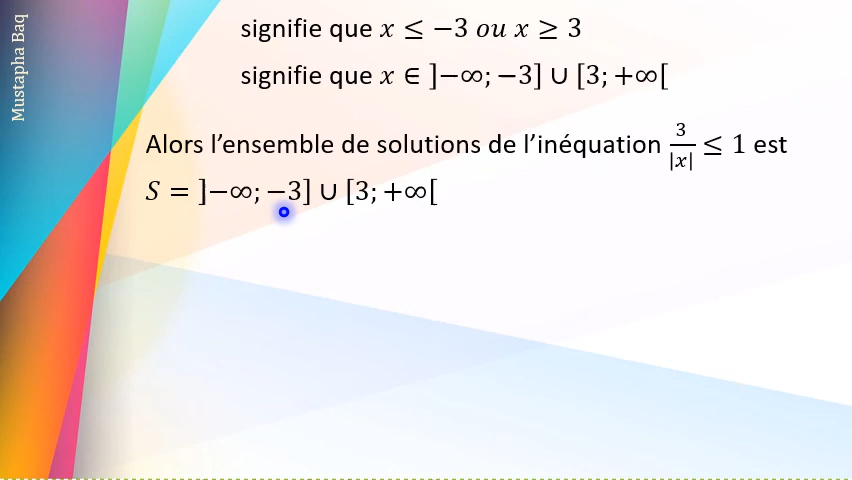 Mustapha Baq
signifie que x ≤ −3 ou x ≥ 3
signifie que x ∈ ]−∞; −3] ∪ [3; +∞[
Alors l’ensemble de solutions de l’inéquation 3/|x| ≤ 1 est
S = ]−∞; −3] ∪ [3; +∞[